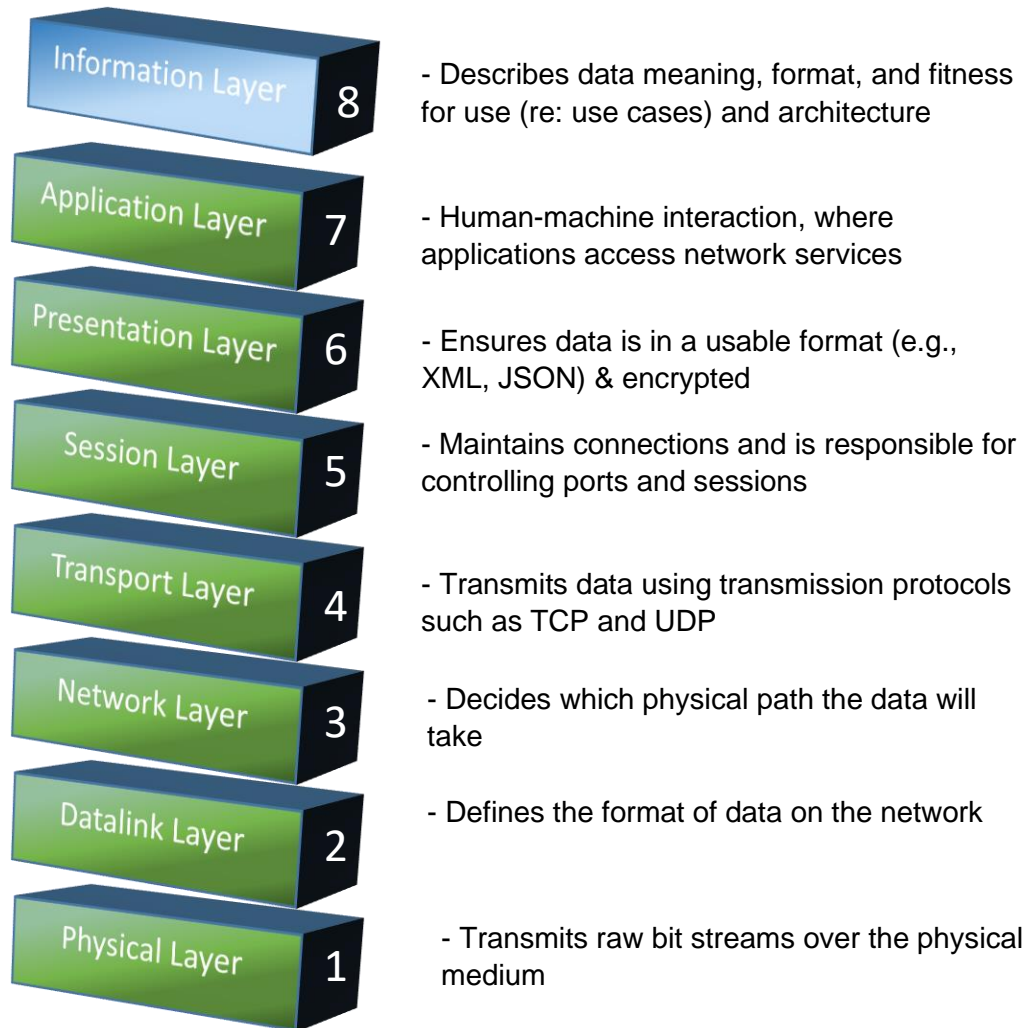 Information Layer
8
- Describes data meaning, format, and fitness
for use (re: use cases) and architecture
Application Layer
7
- Human-machine interaction, where
applications access network services
Presentation Layer
6
- Ensures data is in a usable format (e.g.,
XML, JSON) & encrypted
Session Layer
5
- Maintains connections and is responsible for
controlling ports and sessions
Transport Layer
4
- Transmits data using transmission protocols
such as TCP and UDP
Network Layer
3
- Decides which physical path the data will
take
Datalink Layer
2
- Defines the format of data on the network
Physical Layer
1
- Transmits raw bit streams over the physical
medium